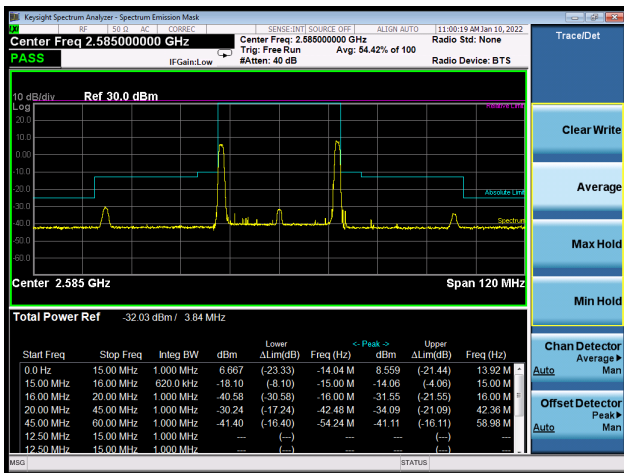 Keysight Spectrum Analyzer - Spectrum Emission Mask
RF 50 Ω AC CORREC SENSE:INT SOURCE OFF ALIGN AUTO 11:00:19 AM Jan 10, 2022
Center Freq 2.585000000 GHz
Center Freq: 2.585000000 GHz
Radio Std: None
Trig: Free Run Avg: 54.42% of 100
PASS
IFGain:Low
#Atten: 40 dB
Radio Device: BTS
10 dB/div Ref 30.0 dBm
Log
Relative Limit
20.0
10.0
0.00
-10.0
-20.0
Absolute Limit
-30.0
-40.0
Spectrum
-50.0
-60.0
Center 2.585 GHz Span 120 MHz
Total Power Ref -32.03 dBm / 3.84 MHz
Lower <- Peak -> Upper
Start Freq Stop Freq Integ BW dBm ΔLim(dB) Freq (Hz) dBm ΔLim(dB) Freq (Hz)
0.0 Hz 15.00 MHz 1.000 MHz 6.667 (-23.33) -14.04 M 8.559 (-21.44) 13.92 M
15.00 MHz 16.00 MHz 620.0 kHz -18.10 (-8.10) -15.00 M -14.06 (-4.06) 15.00 M
16.00 MHz 20.00 MHz 1.000 MHz -40.58 (-30.58) -16.00 M -31.55 (-21.55) 16.00 M
20.00 MHz 45.00 MHz 1.000 MHz -30.24 (-17.24) -42.48 M -34.09 (-21.09) 42.36 M
45.00 MHz 60.00 MHz 1.000 MHz -41.40 (-16.40) -54.24 M -41.11 (-16.11) 58.98 M
12.50 MHz 15.00 MHz 1.000 MHz --- (---) --- --- (---) ---
12.50 MHz 15.00 MHz 1.000 MHz --- (---) --- --- (---) ---
MSG STATUS
Trace/Det
Clear Write
Average
Max Hold
Min Hold
Chan Detector
Average
Auto Man
Offset Detector
Peak
Auto Man